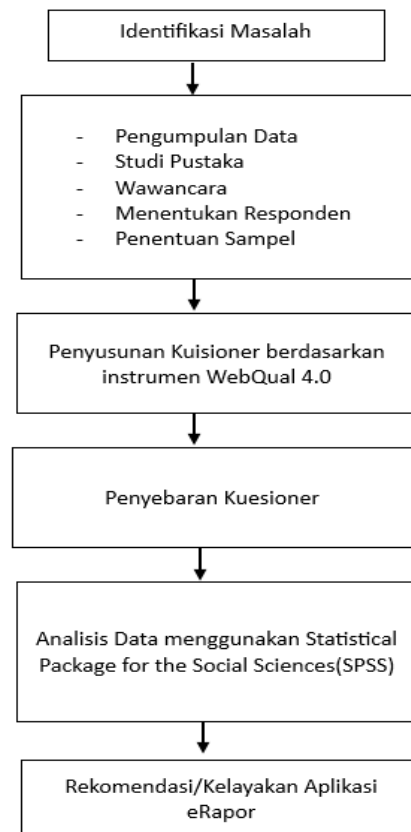 Identifikasi Masalah
- Pengumpulan Data
- Studi Pustaka
- Wawancara
- Menentukan Responden
- Penentuan Sampel
Penyusunan Kuisioner berdasarkan
instrumen WebQual 4.0
Penyebaran Kuesioner
Analisis Data menggunakan Statistical
Package for the Social Sciences(SPSS)
Rekomendasi/Kelayakan Aplikasi
eRapor